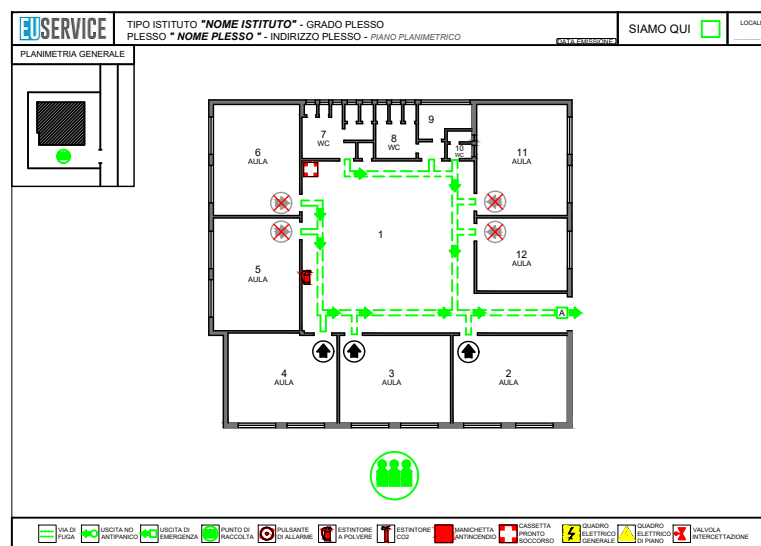 EUSERVICE
TIPO ISTITUTO "NOME ISTITUTO" - GRADO PLESSO
PLESSO " NOME PLESSO " - INDIRIZZO PLESSO - PIANO PLANIMETRICO
DATA EMISSIONE
SIAMO QUI
LOCALE
PLANIMETRIA GENERALE
6
AULA
7
WC
8
WC
9
10
WC
11
AULA
1
5
AULA
12
AULA
A
4
AULA
3
AULA
2
AULA
VIA DI
FUGA
USCITA NO
ANTIPANICO
USCITA DI
EMERGENZA
PUNTO DI
RACCOLTA
PULSANTE
DI ALLARME
ESTINTORE
A POLVERE
ESTINTORE
CO2
MANICHETTA
ANTINCENDIO
CASSETTA
PRONTO
SOCCORSO
QUADRO
ELETTRICO
GENERALE
QUADRO
ELETTRICO
DI PIANO
VALVOLA
INTERCETTAZIONE